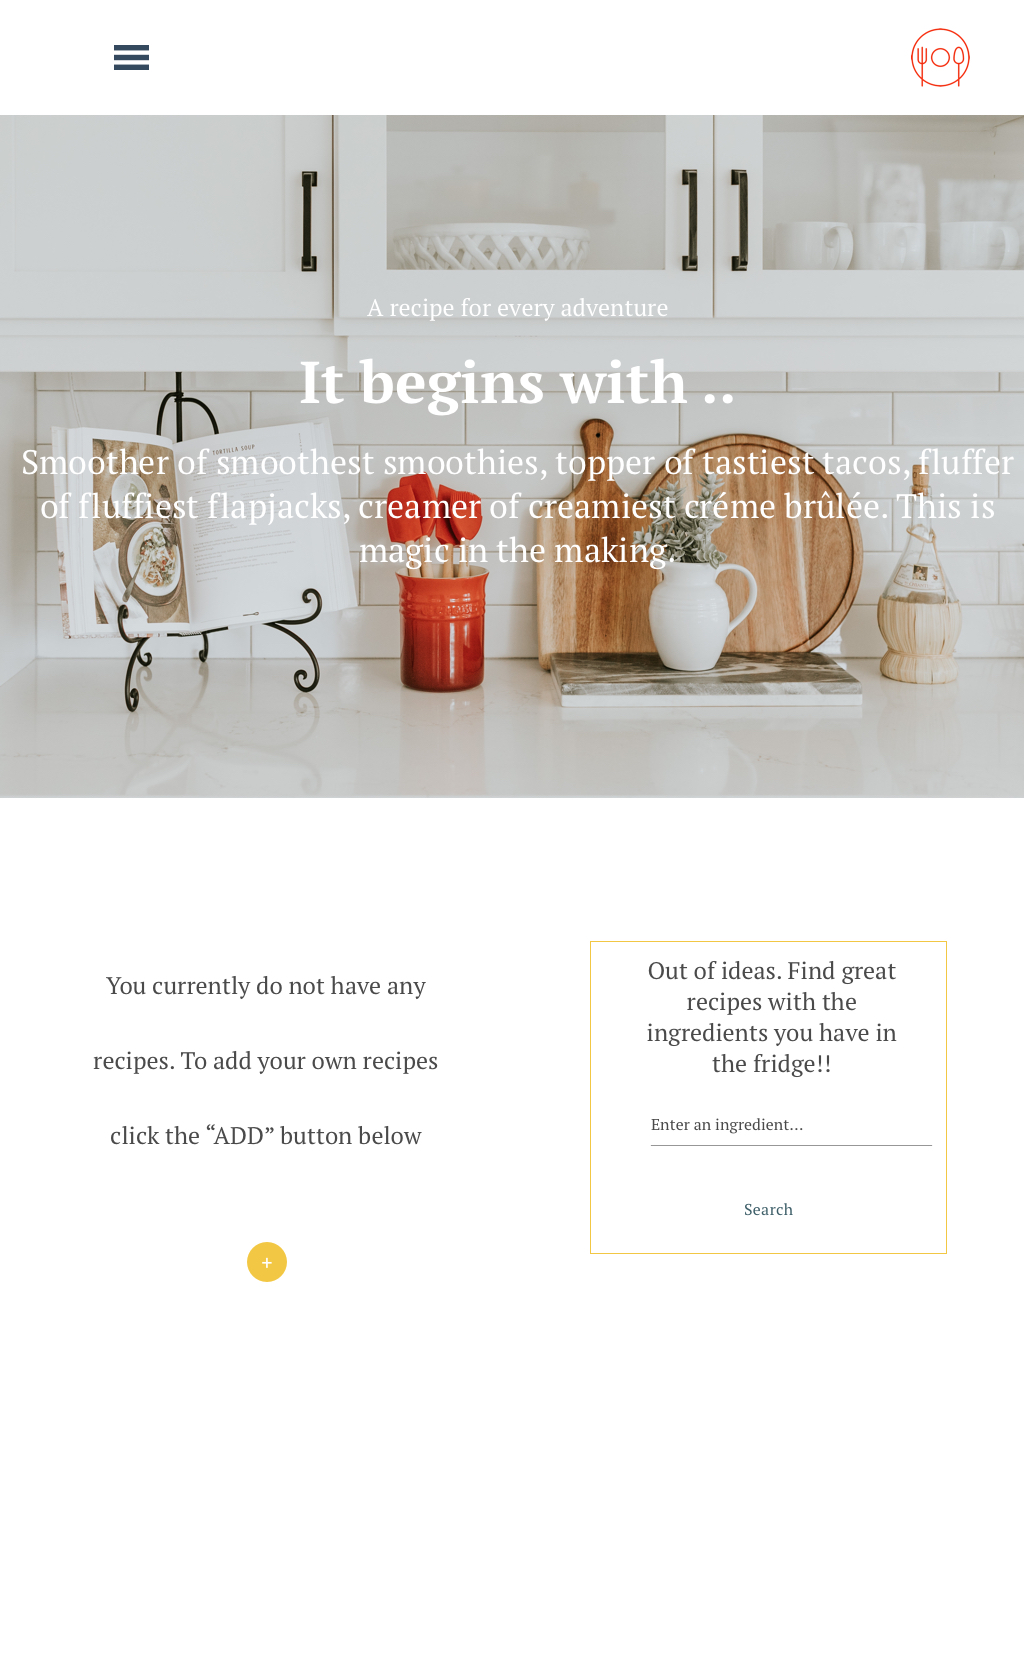 A recipe for every adventure
It begins with ..
Smoother of smoothest smoothies, topper of tastiest tacos, fluffer
of fluffiest flapjacks, creamer of creamiest créme brûlée. This is
magic in the making.
TORTILLA SOUP
You currently do not have any
recipes. To add your own recipes
click the “ADD” button below
+
Out of ideas. Find great
recipes with the
ingredients you have in
the fridge!!
Enter an ingredient...
Search